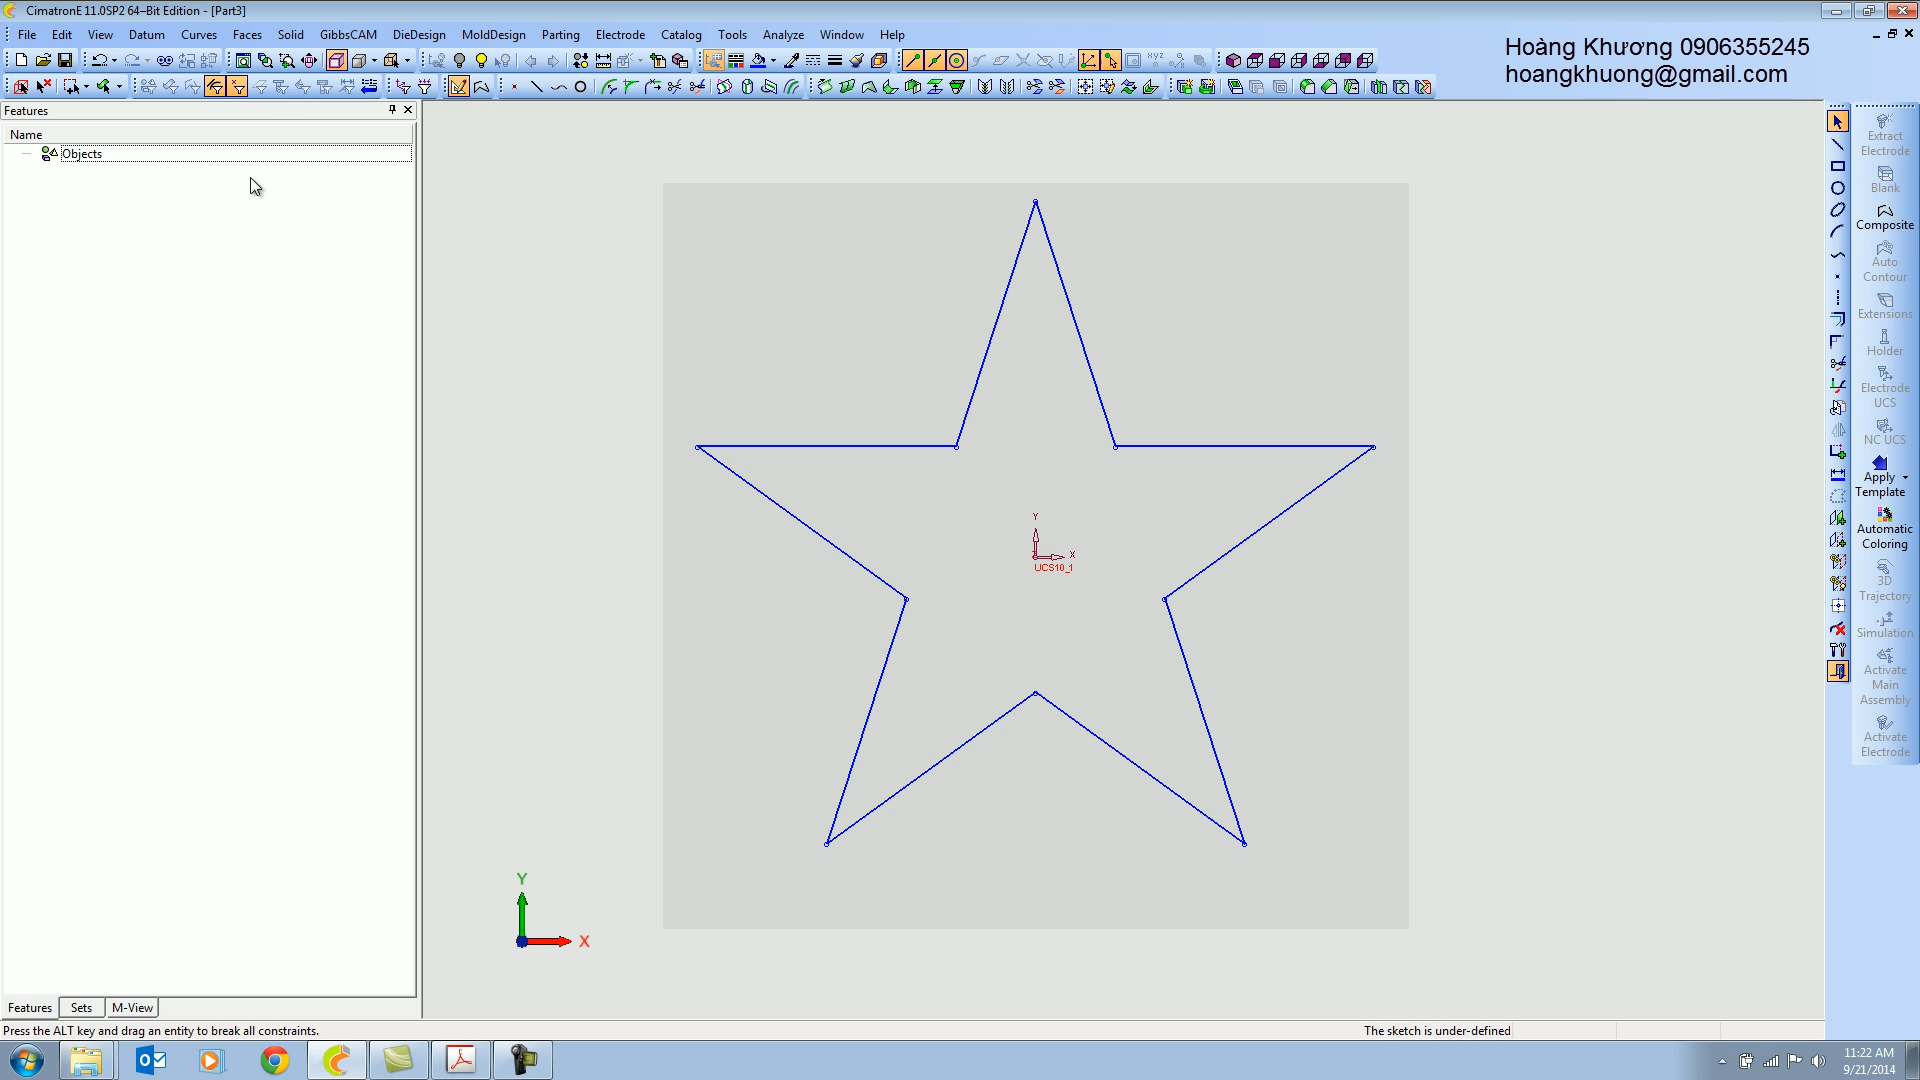 CimatronE 11.0SP2 64–Bit Edition - [Part3]
File Edit View Datum Curves Faces Solid GibbsCAM DieDesign MoldDesign Parting Electrode Catalog Tools Analyze Window Help
Hoàng Khương 0906355245
hoangkhuong@gmail.com
Features
Name
Objects
Extract
Electrode
Blank
Composite
Auto
Contour
Extensions
Holder
Electrode
UCS
NC UCS
Apply
Template
Automatic
Coloring
3D
Trajectory
Simulation
Activate
Main
Assembly
Activate
Electrode
Y
X
UCS10_1
Y
X
Features Sets M-View
Press the ALT key and drag an entity to break all constraints.
The sketch is under-defined
11:22 AM
9/21/2014